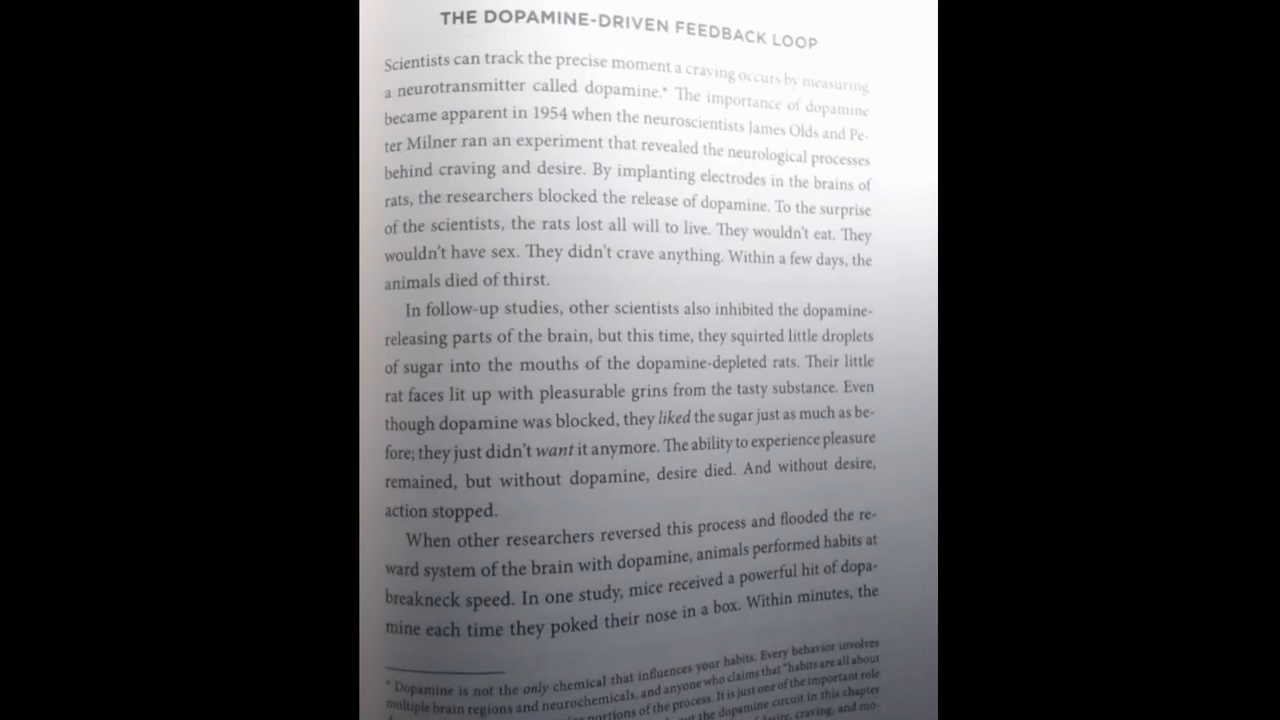 THE DOPAMINE-DRIVEN FEEDBACK LOOP
Scientists can track the precise moment a craving occurs by measuring
a neurotransmitter called dopamine.* The importance of dopamine
became apparent in 1954 when the neuroscientists James Olds and Pe-
ter Milner ran an experiment that revealed the neurological processes
behind craving and desire. By implanting electrodes in the brains of
rats, the researchers blocked the release of dopamine. To the surprise
of the scientists, the rats lost all will to live. They wouldn't eat. They
wouldn't have sex. They didn't crave anything. Within a few days, the
animals died of thirst.
In follow-up studies, other scientists also inhibited the dopamine-
releasing parts of the brain, but this time, they squirted little droplets
of sugar into the mouths of the dopamine-depleted rats. Their little
rat faces lit up with pleasurable grins from the tasty substance. Even
though dopamine was blocked, they liked the sugar just as much as be-
fore; they just didn't want it anymore. The ability to experience pleasure
remained, but without dopamine, desire died. And without desire,
action stopped.
When other researchers reversed this process and flooded the re-
ward system of the brain with dopamine, animals performed habits at
breakneck speed. In one study, mice received a powerful hit of dopa-
mine each time they poked their nose in a box. Within minutes, the
* Dopamine is not the only chemical that influences your habits. Every behavior involves
multiple brain regions and neurochemicals, and anyone who claims that "habits are all about
portions of the process. It is just one of the important role
the dopamine circuit in this chapter
craving, and mo-